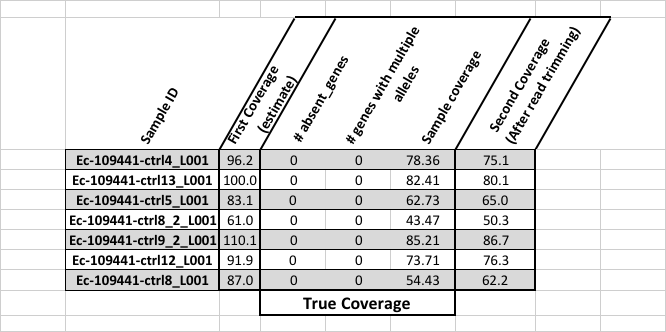 Sample ID
First Coverage
(estimate)
# absent_genes
# genes with multiple
alleles
Sample coverage
Second Coverage
(After read trimming)
Ec-109441-ctrl4_L001 96.2 0 0 78.36 75.1
Ec-109441-ctrl13_L001 100.0 0 0 82.41 80.1
Ec-109441-ctrl5_L001 83.1 0 0 62.73 65.0
Ec-109441-ctrl8_2_L001 61.0 0 0 43.47 50.3
Ec-109441-ctrl9_2_L001 110.1 0 0 85.21 86.7
Ec-109441-ctrl12_L001 91.9 0 0 73.71 76.3
Ec-109441-ctrl8_L001 87.0 0 0 54.43 62.2
True Coverage